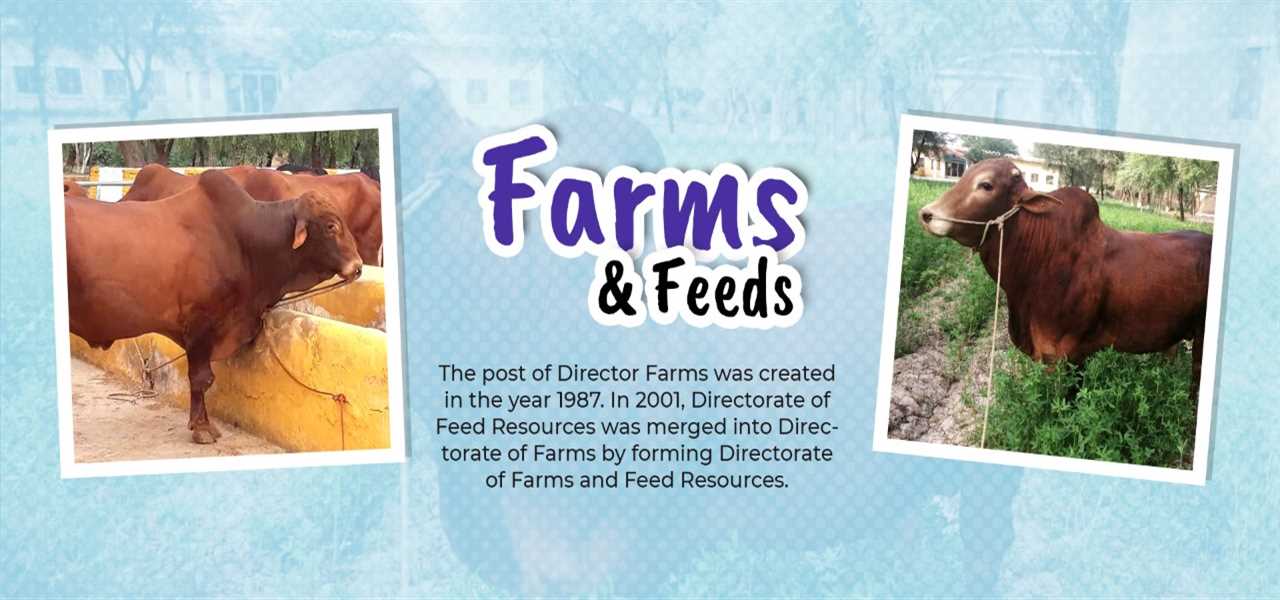 Farms
& Feeds
The post of Director Farms was created
in the year 1987. In 2001, Directorate of
Feed Resources was merged into Direc-
torate of Farms by forming Directorate
of Farms and Feed Resources.